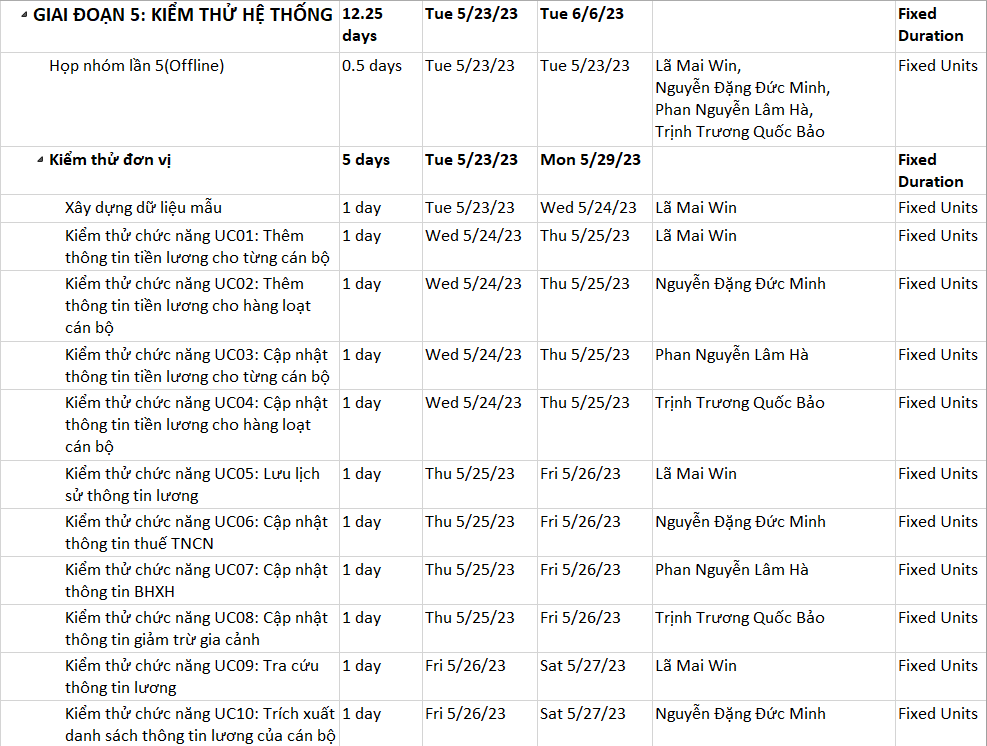 GIAI ĐOẠN 5: KIỂM THỬ HỆ THỐNG 12.25 days Tue 5/23/23 Tue 6/6/23 Fixed Duration
Họp nhóm lần 5(Offline) 0.5 days Tue 5/23/23 Tue 5/23/23 Lã Mai Win, Fixed Units
Nguyễn Đặng Đức Minh,
Phan Nguyễn Lâm Hà,
Trịnh Trương Quốc Bảo
Kiểm thử đơn vị 5 days Tue 5/23/23 Mon 5/29/23 Fixed
Duration
Xây dựng dữ liệu mẫu 1 day Tue 5/23/23 Wed 5/24/23 Lã Mai Win Fixed Units
Kiểm thử chức năng UC01: Thêm 1 day Wed 5/24/23 Thu 5/25/23 Lã Mai Win Fixed Units
thông tin tiền lương cho từng cán bộ
Kiểm thử chức năng UC02: Thêm 1 day Wed 5/24/23 Thu 5/25/23 Nguyễn Đặng Đức Minh Fixed Units
thông tin tiền lương cho hàng loạt
cán bộ
Kiểm thử chức năng UC03: Cập nhật 1 day Wed 5/24/23 Thu 5/25/23 Phan Nguyễn Lâm Hà Fixed Units
thông tin tiền lương cho từng cán bộ
Kiểm thử chức năng UC04: Cập nhật 1 day Wed 5/24/23 Thu 5/25/23 Trịnh Trương Quốc Bảo Fixed Units
thông tin tiền lương cho hàng loạt
cán bộ
Kiểm thử chức năng UC05: Lưu lịch 1 day Thu 5/25/23 Fri 5/26/23 Lã Mai Win Fixed Units
sử thông tin lương
Kiểm thử chức năng UC06: Cập nhật 1 day Thu 5/25/23 Fri 5/26/23 Nguyễn Đặng Đức Minh Fixed Units
thông tin thuế TNCN
Kiểm thử chức năng UC07: Cập nhật 1 day Thu 5/25/23 Fri 5/26/23 Phan Nguyễn Lâm Hà Fixed Units
thông tin BHXH
Kiểm thử chức năng UC08: Cập nhật 1 day Thu 5/25/23 Fri 5/26/23 Trịnh Trương Quốc Bảo Fixed Units
thông tin giảm trừ gia cảnh
Kiểm thử chức năng UC09: Tra cứu 1 day Fri 5/26/23 Sat 5/27/23 Lã Mai Win Fixed Units
thông tin lương
Kiểm thử chức năng UC10: Trích xuất 1 day Fri 5/26/23 Sat 5/27/23 Nguyễn Đặng Đức Minh Fixed Units
danh sách thông tin lương của cán bộ